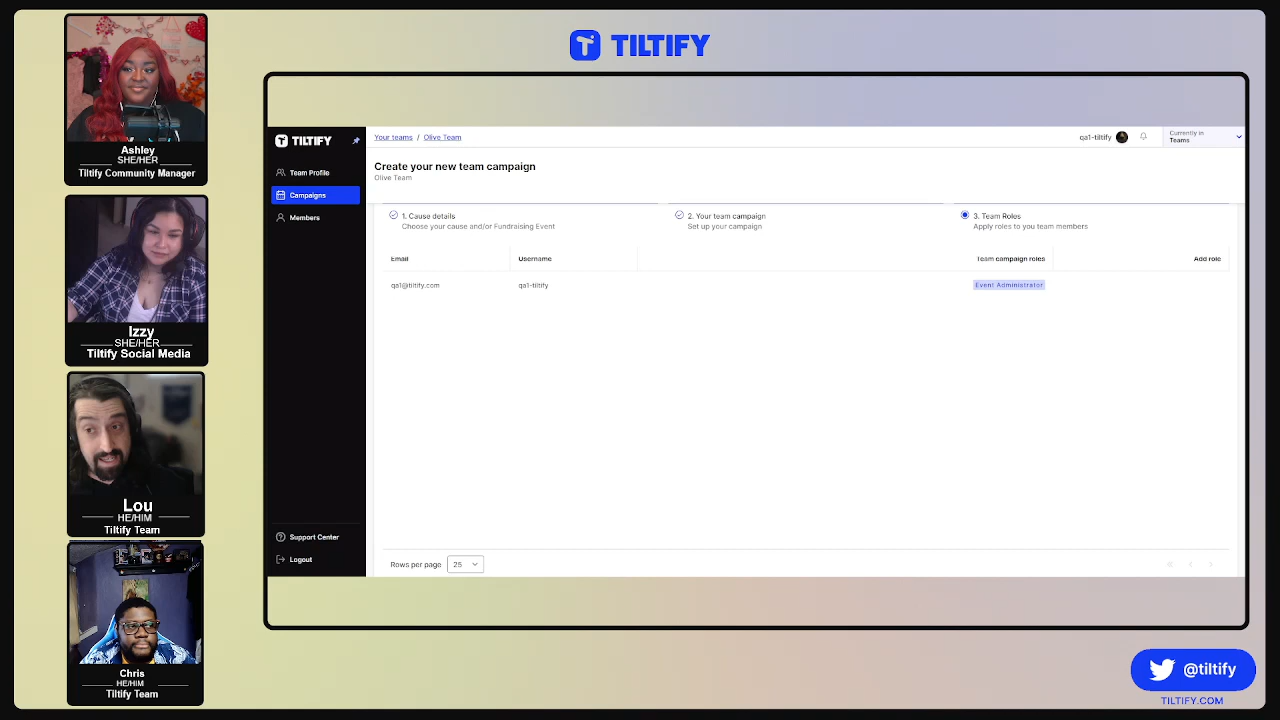 TILTIFY
Ashley
SHE/HER
Tiltify Community Manager
Izzy
SHE/HER
Tiltify Social Media
Lou
HE/HIM
Tiltify Team
Chris
HE/HIM
Tiltify Team
TILTIFY
Team Profile
Campaigns
Members
Support Center
Logout
Your teams / Olive Team
qa1-tiltify
Currently in
Teams
Create your new team campaign
Olive Team
1. Cause details
Choose your cause and/or Fundraising Event
2. Your team campaign
Set up your campaign
3. Team Roles
Apply roles to you team members
Email Username Team campaign roles Add role
qa1@tiltify.com qa1-tiltify Event Administrator
Rows per page 25
@tiltify
TILTIFY.COM